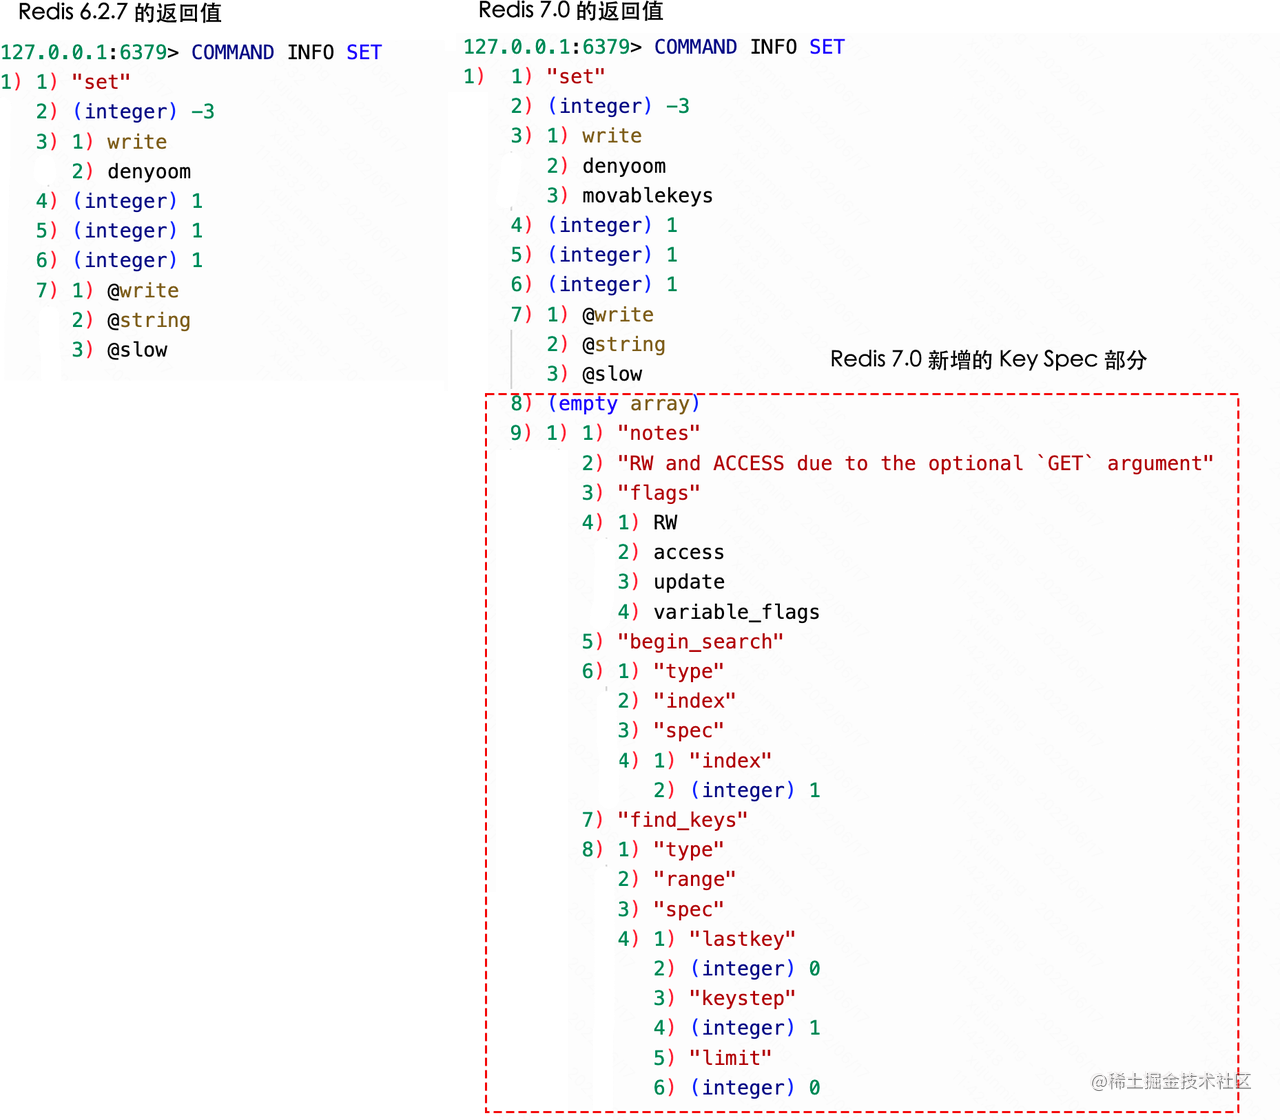 Redis 6.2.7 的返回值
127.0.0.1:6379> COMMAND INFO SET
1) 1) "set"
2) (integer) -3
3) 1) write
2) denyoom
4) (integer) 1
5) (integer) 1
6) (integer) 1
7) 1) @write
2) @string
3) @slow
Redis 7.0 的返回值
127.0.0.1:6379> COMMAND INFO SET
1) 1) "set"
2) (integer) -3
3) 1) write
2) denyoom
3) movablekeys
4) (integer) 1
5) (integer) 1
6) (integer) 1
7) 1) @write
2) @string
3) @slow
Redis 7.0 新增的 Key Spec 部分
8) (empty array)
9) 1) 1) "notes"
2) "RW and ACCESS due to the optional `GET` argument"
3) "flags"
4) 1) RW
2) access
3) update
4) variable_flags
5) "begin_search"
6) 1) "type"
2) "index"
3) "spec"
4) 1) "index"
2) (integer) 1
7) "find_keys"
8) 1) "type"
2) "range"
3) "spec"
4) 1) "lastkey"
2) (integer) 0
3) "keystep"
4) (integer) 1
5) "limit"
6) (integer) 0
@稀土掘金技术社区